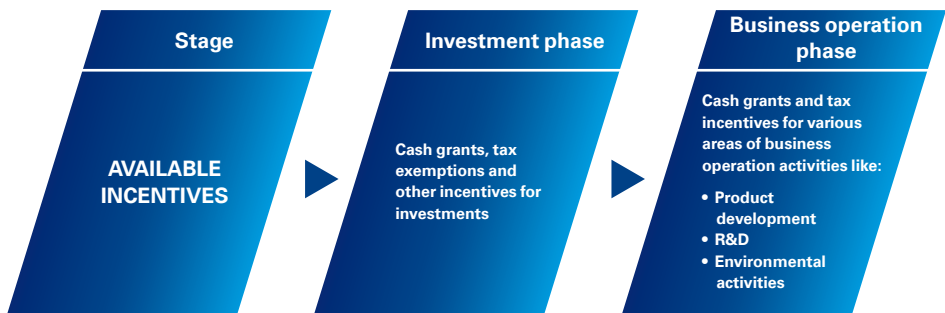 Stage
AVAILABLE
INCENTIVES
Investment phase
Cash grants, tax
exemptions and
other incentives for
investments
Business operation
phase
Cash grants and tax
incentives for various
areas of business
operation activities like:
• Product
development
• R&D
• Environmental
activities